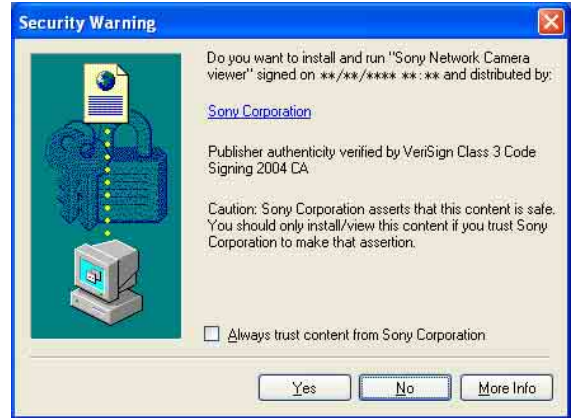 Security Warning
Do you want to install and run "Sony Network Camera
viewer" signed on **/**/**** **:** and distributed by:
Sony Corporation
Publisher authenticity verified by VeriSign Class 3 Code
Signing 2004 CA
Caution: Sony Corporation asserts that this content is safe.
You should only install/view this content if you trust Sony
Corporation to make that assertion.
Always trust content from Sony Corporation
Yes No More Info